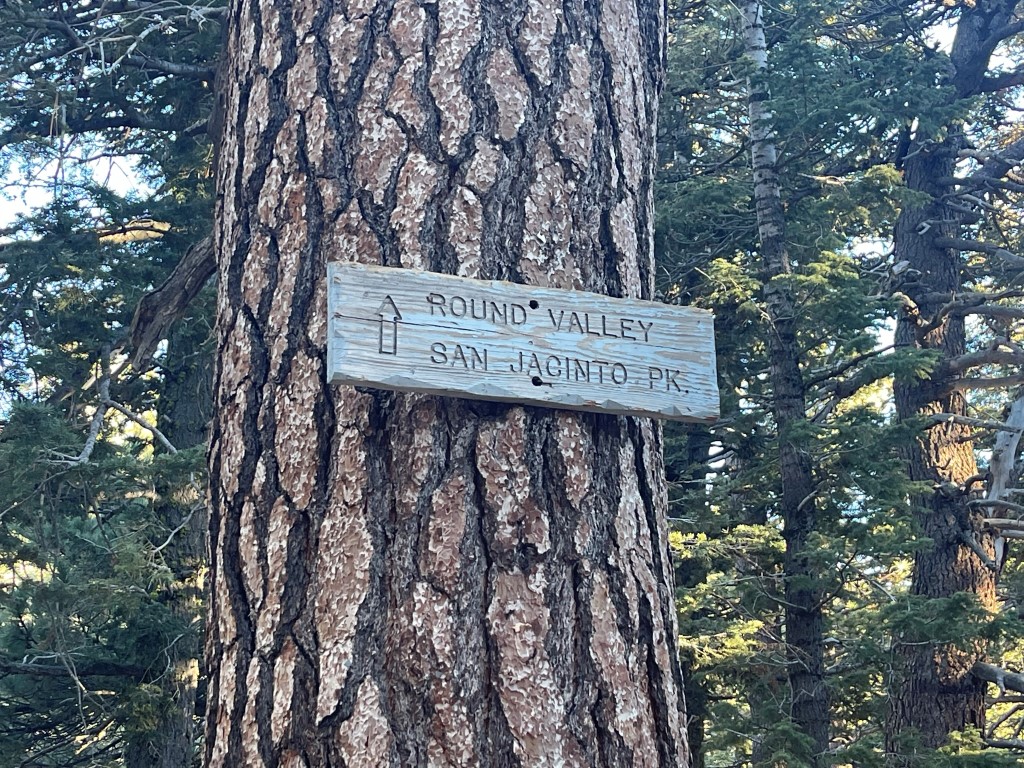 ROUND VALLEY
SAN JACINTO PK.